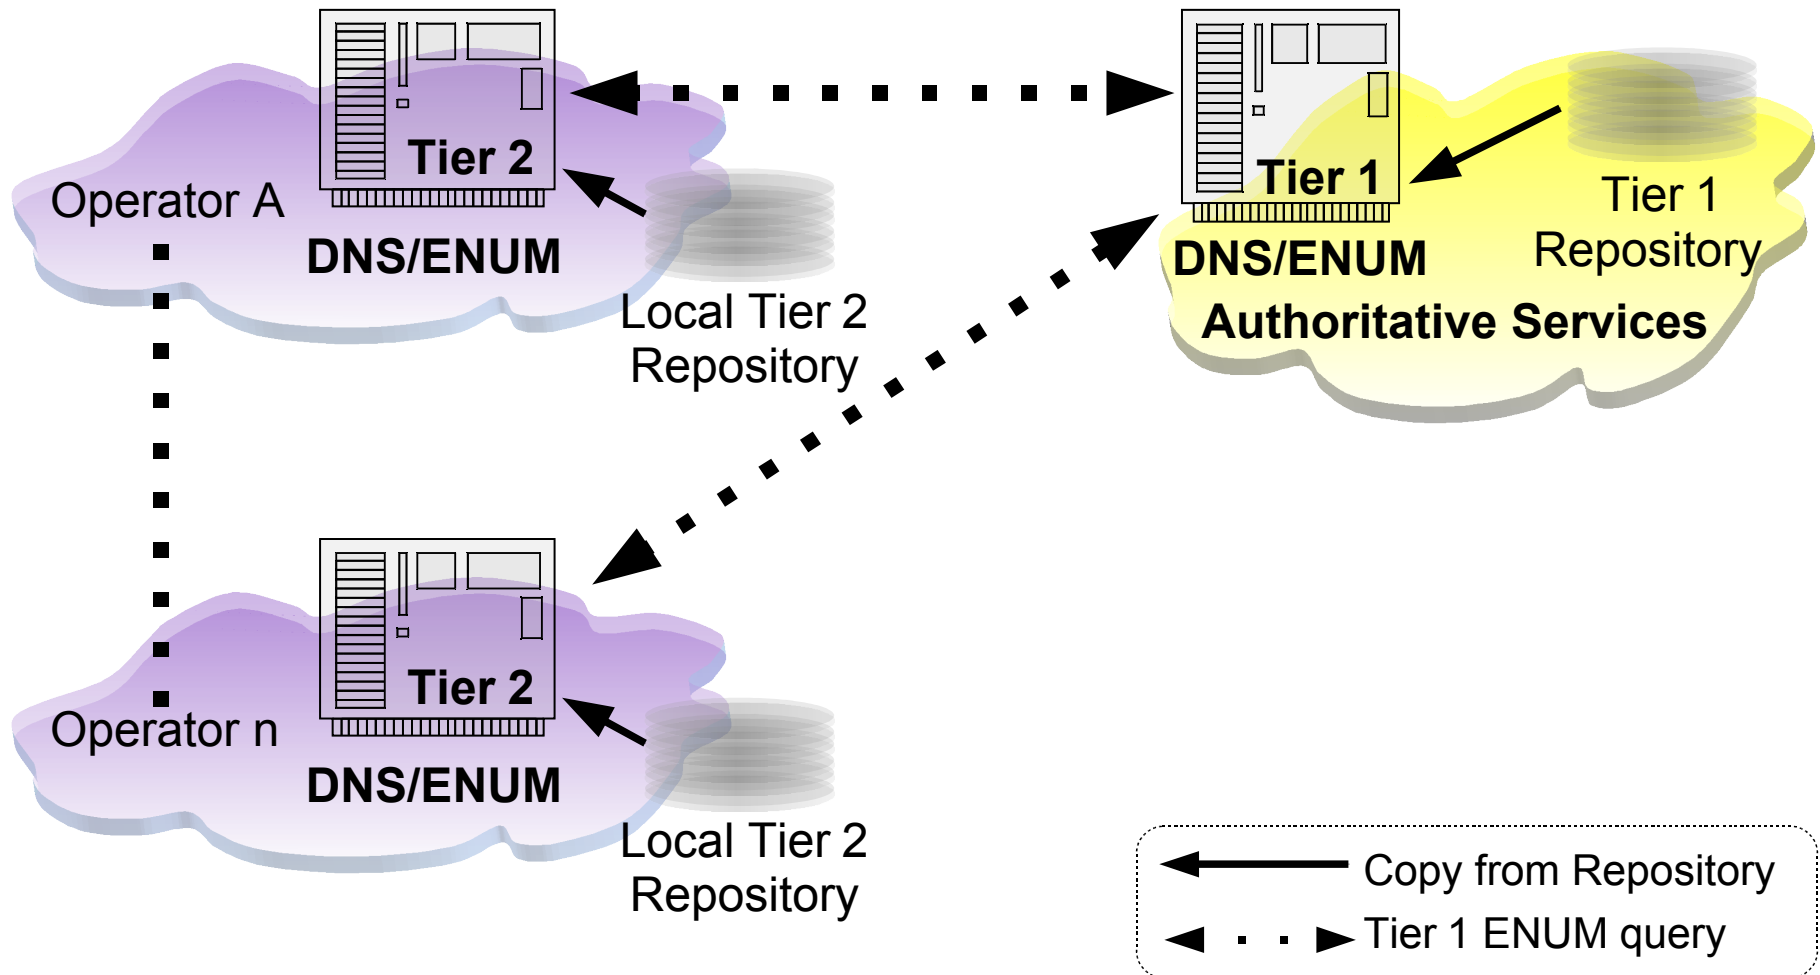 Tier 2
Operator A
DNS/ENUM
Local Tier 2
Repository
Tier 1
DNS/ENUM
Authoritative Services
Tier 1
Repository
Tier 2
Operator n
DNS/ENUM
Local Tier 2
Repository
Copy from Repository
Tier 1 ENUM query